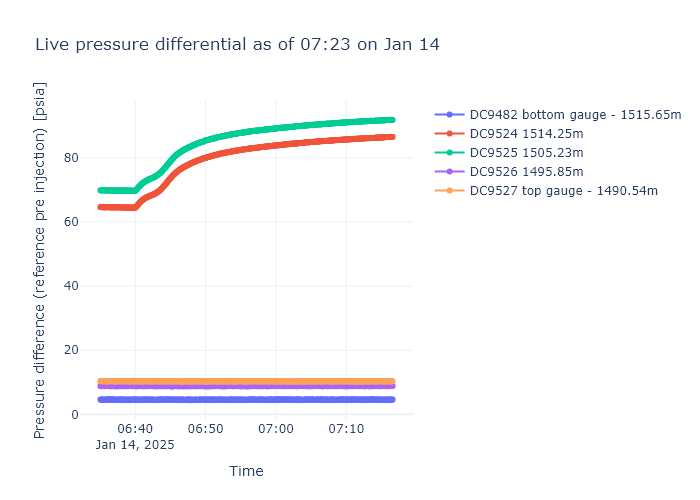 Live pressure differential as of 07:23 on Jan 14
Pressure difference (reference pre injection) [psia]
80
60
40
20
0
06:40
06:50
07:00
07:10
Jan 14, 2025
Time
DC9482 bottom gauge - 1515.65m
DC9524 1514.25m
DC9525 1505.23m
DC9526 1495.85m
DC9527 top gauge - 1490.54m